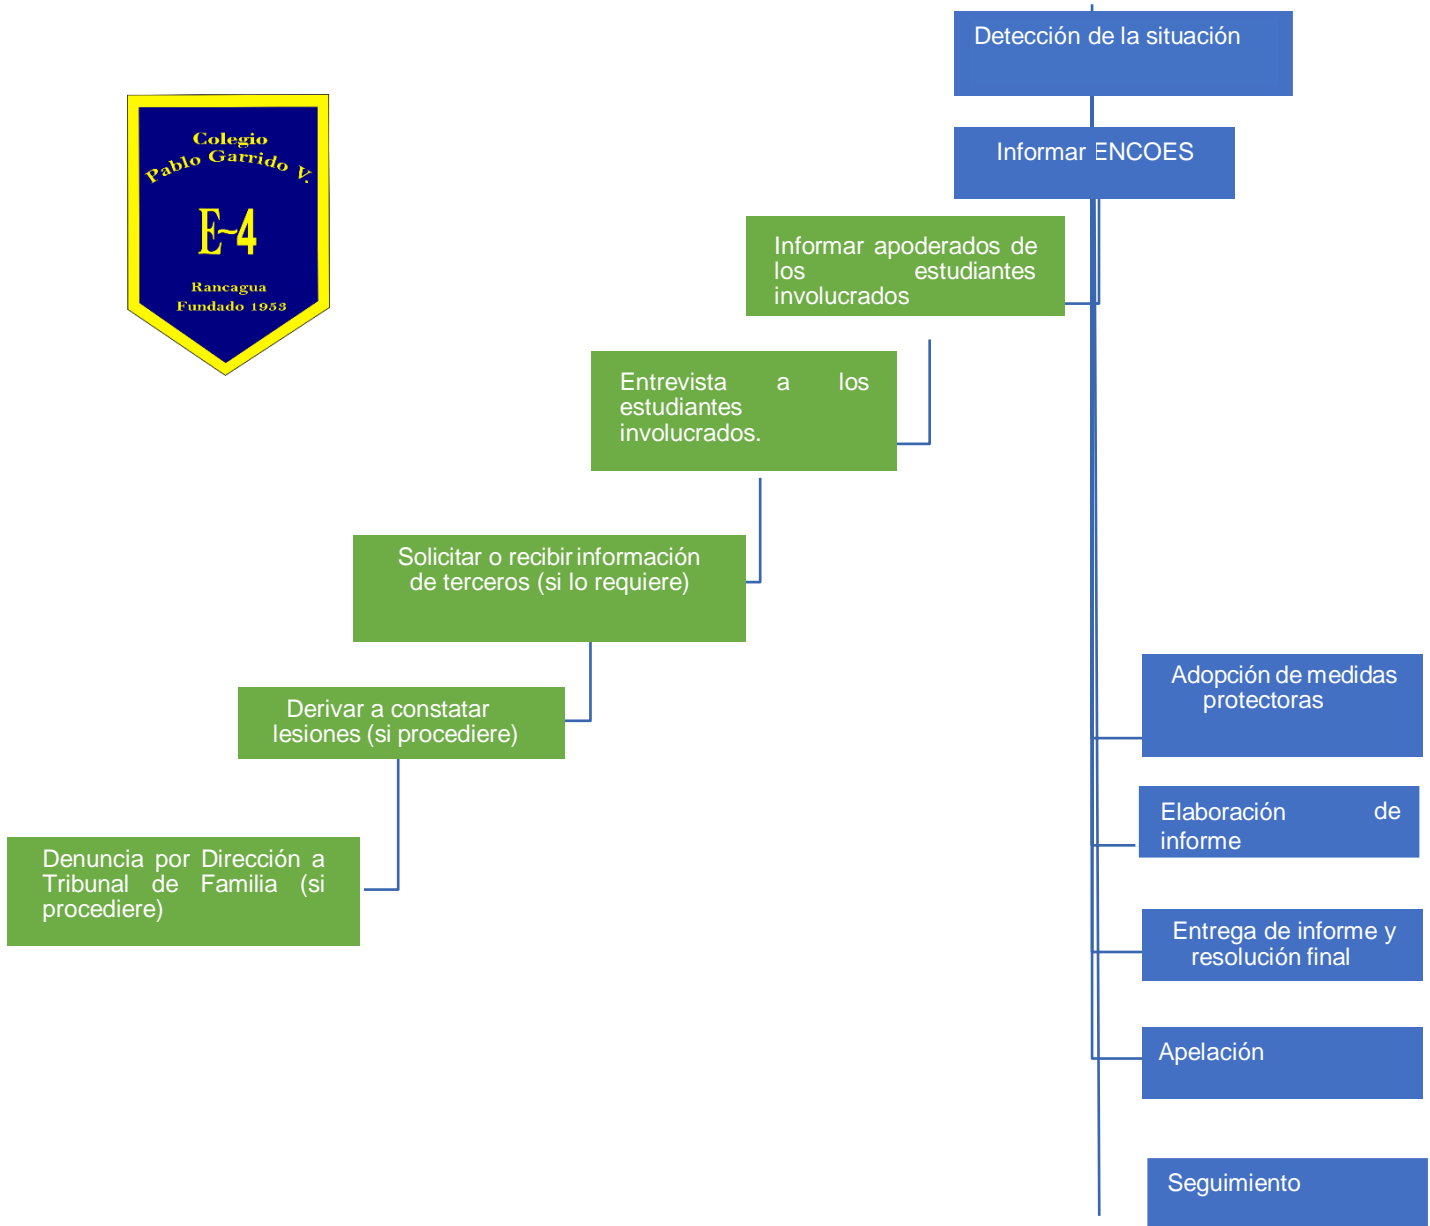 Detección de la situación
Colegio
Pablo Garrido V.
E~4
Rancagua
Fundado 1953
Informar ENCOES
Informar apoderados de
los estudiantes
involucrados
Entrevista a los
estudiantes
involucrados.
Solicitar o recibir información
de terceros (si lo requiere)
Derivar a constatar
lesiones (si procediere)
Denuncia por Dirección a
Tribunal de Familia (si
procediere)
Adopción de medidas
protectoras
Elaboración de
informe
Entrega de informe y
resolución final
Apelación
Seguimiento